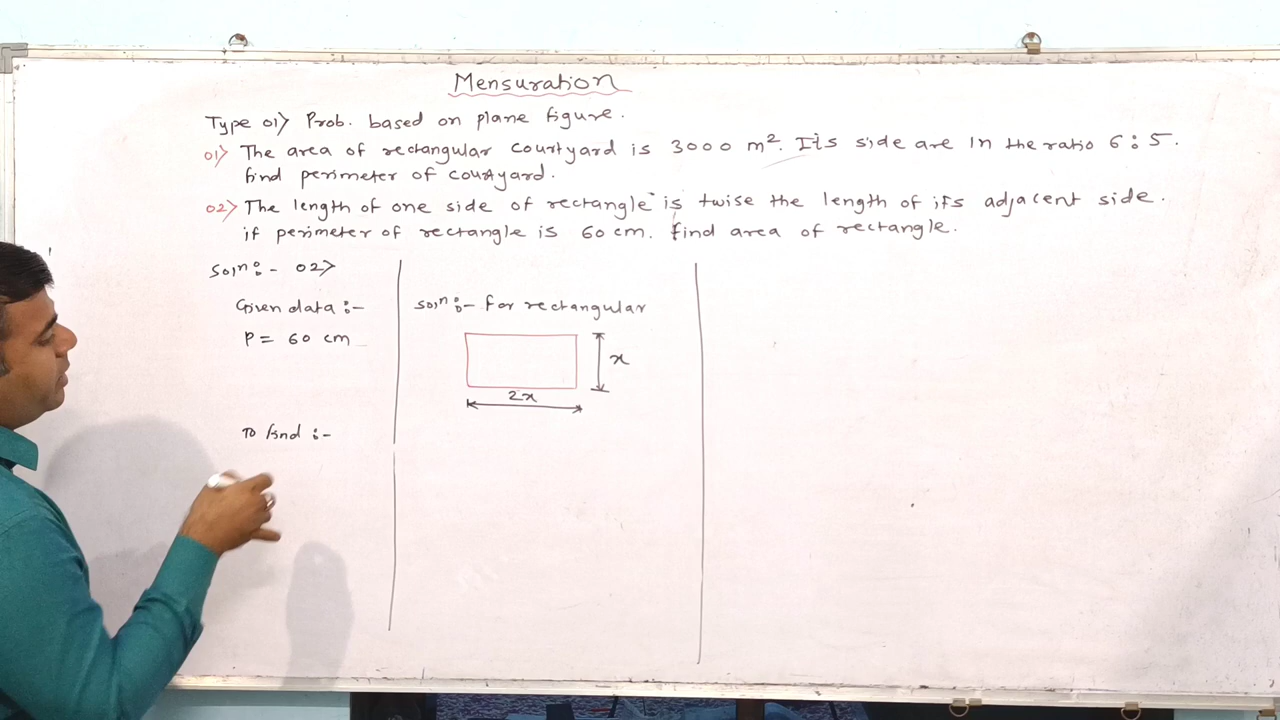 Mensuration
Type 01> Prob. based on plane figure.
01> The area of rectangular courtyard is 3000 m². Its side are in the ratio 6:5.
find perimeter of courtyard.
02> The length of one side of rectangle is twise the length of its adjacent side.
if perimeter of rectangle is 60 cm. find area of rectangle.
Soln:- 02>
Given data :-
P = 60 cm
To find :-
Soln:- for rectangular
x
2x